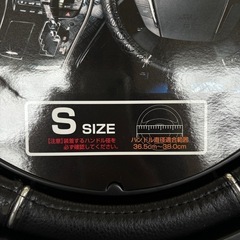 S SIZE
【注意】装着するハンドル径を
必ず確認してください。
ハンドル直径適合範囲
36.5cm〜38.0cm